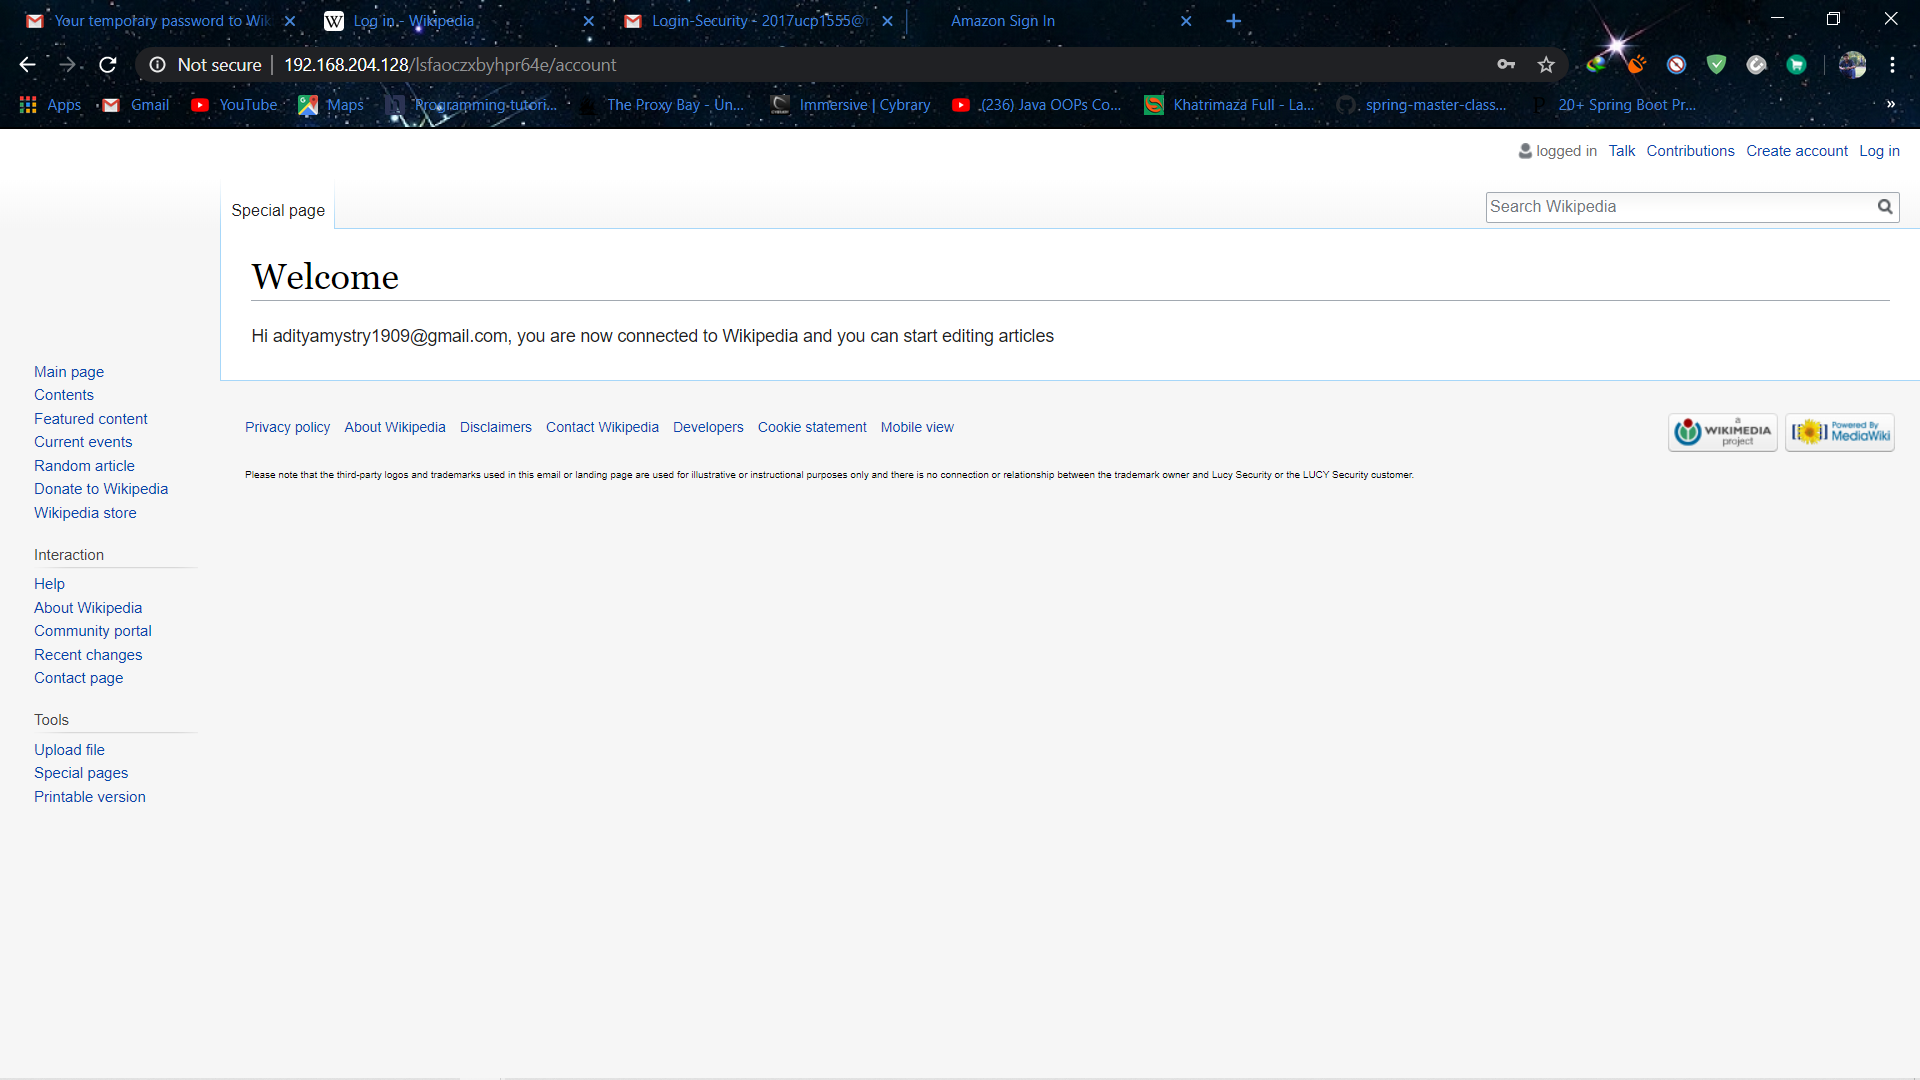 Your temporary password to Wik
Log in - Wikipedia
Login-Security - 2017ucp1555@
Amazon Sign In
Not secure | 192.168.204.128/lsfaoczxbyhpr64e/account
Apps Gmail YouTube Maps Programming-tutori... The Proxy Bay - Un... Immersive | Cybrary (236) Java OOPs Co... Khatrimaza Full - La... spring-master-class... 20+ Spring Boot Pr... »
logged in Talk Contributions Create account Log in
Special page
Search Wikipedia
Welcome
Hi adityamystry1909@gmail.com, you are now connected to Wikipedia and you can start editing articles
Main page
Contents
Featured content
Current events
Random article
Donate to Wikipedia
Wikipedia store
Interaction
Help
About Wikipedia
Community portal
Recent changes
Contact page
Tools
Upload file
Special pages
Printable version
Privacy policy About Wikipedia Disclaimers Contact Wikipedia Developers Cookie statement Mobile view
a WIKIMEDIA project
Powered By MediaWiki
Please note that the third-party logos and trademarks used in this email or landing page are used for illustrative or instructional purposes only and there is no connection or relationship between the trademark owner and Lucy Security or the LUCY Security customer.